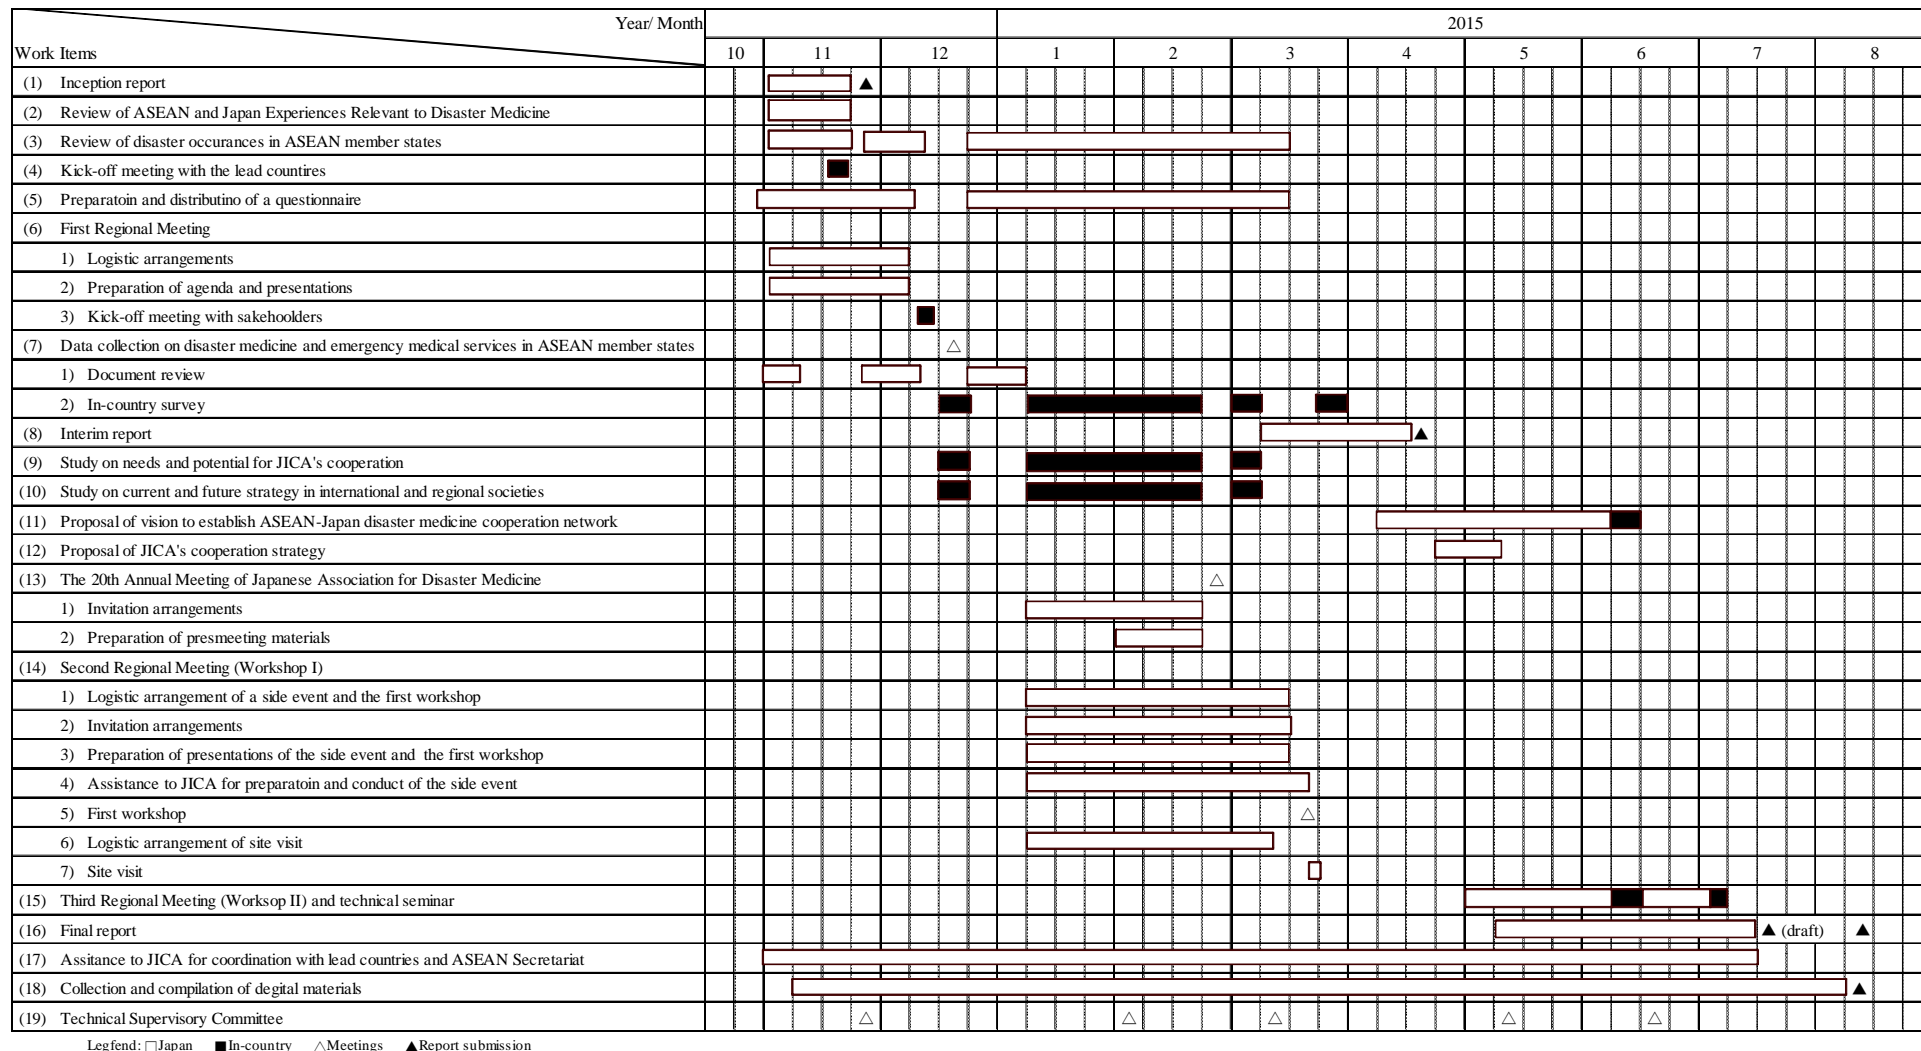 Year/ Month
2015
Work Items
10 11 12 1 2 3 4 5 6 7 8
(1) Inception report ▲
(2) Review of ASEAN and Japan Experiences Relevant to Disaster Medicine
(3) Review of disaster occurances in ASEAN member states
(4) Kick-off meeting with the lead countires
(5) Preparatoin and distributino of a questionnaire
(6) First Regional Meeting
1) Logistic arrangements
2) Preparation of agenda and presentations
3) Kick-off meeting with sakehoolders
(7) Data collection on disaster medicine and emergency medical services in ASEAN member states △
1) Document review
2) In-country survey
(8) Interim report ▲
(9) Study on needs and potential for JICA's cooperation
(10) Study on current and future strategy in international and regional societies
(11) Proposal of vision to establish ASEAN-Japan disaster medicine cooperation network
(12) Proposal of JICA's cooperation strategy
(13) The 20th Annual Meeting of Japanese Association for Disaster Medicine △
1) Invitation arrangements
2) Preparation of presmeeting materials
(14) Second Regional Meeting (Workshop I)
1) Logistic arrangement of a side event and the first workshop
2) Invitation arrangements
3) Preparation of presentations of the side event and the first workshop
4) Assistance to JICA for preparatoin and conduct of the side event
5) First workshop △
6) Logistic arrangement of site visit
7) Site visit
(15) Third Regional Meeting (Worksop II) and technical seminar
(16) Final report ▲ (draft) ▲
(17) Assitance to JICA for coordination with lead countries and ASEAN Secretariat
(18) Collection and compilation of degital materials ▲
(19) Technical Supervisory Committee △ △ △ △ △
Legfend: □Japan ■In-country △Meetings ▲Report submission